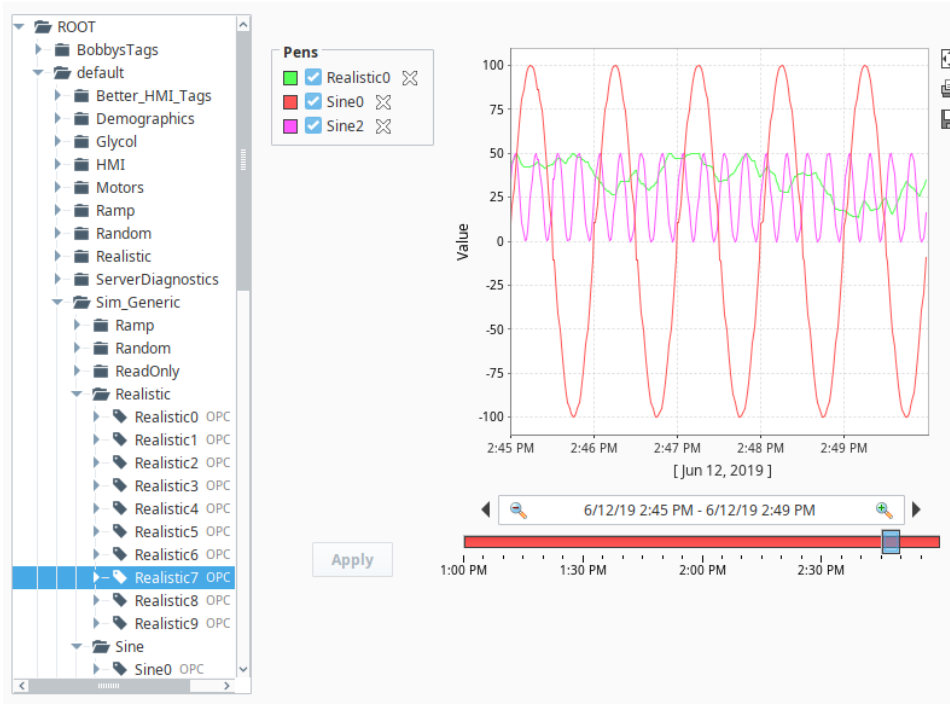 ROOT
BobbysTags
default
Better_HMI_Tags
Demographics
Glycol
HMI
Motors
Ramp
Random
Realistic
ServerDiagnostics
Sim_Generic
Ramp
Random
ReadOnly
Realistic
Realistic0 OPC
Realistic1 OPC
Realistic2 OPC
Realistic3 OPC
Realistic4 OPC
Realistic5 OPC
Realistic6 OPC
Realistic7 OPC
Realistic8 OPC
Realistic9 OPC
Sine
Sine0 OPC
Pens
Realistic0
Sine0
Sine2
Apply
Value
100
75
50
25
0
-25
-50
-75
-100
2:45 PM 2:46 PM 2:47 PM 2:48 PM 2:49 PM
[ Jun 12, 2019 ]
6/12/19 2:45 PM - 6/12/19 2:49 PM
1:00 PM 1:30 PM 2:00 PM 2:30 PM